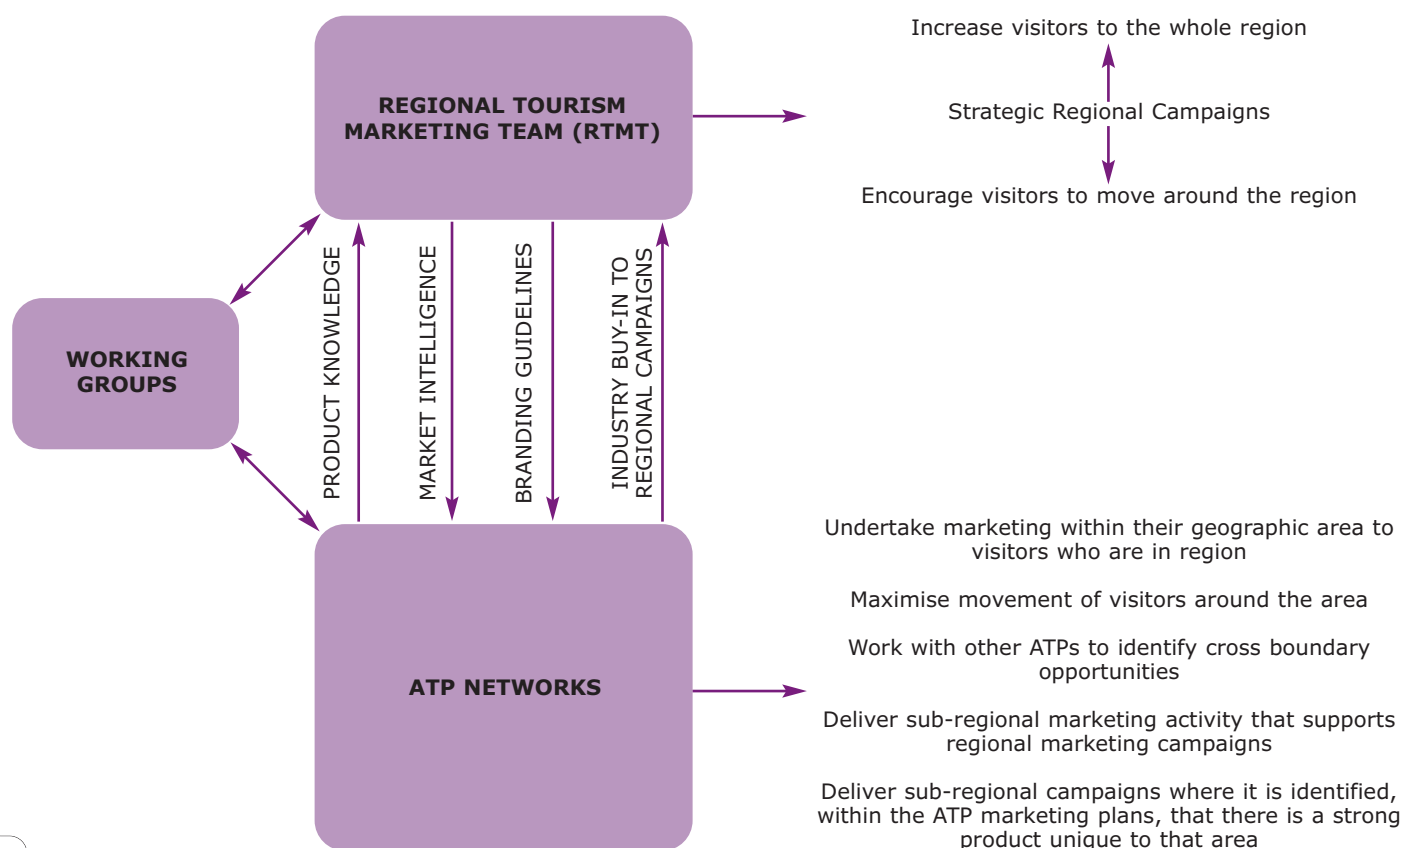 REGIONAL TOURISM
MARKETING TEAM (RTMT)
Increase visitors to the whole region
Strategic Regional Campaigns
Encourage visitors to move around the region
WORKING
GROUPS
PRODUCT KNOWLEDGE
MARKET INTELLIGENCE
BRANDING GUIDELINES
INDUSTRY BUY-IN TO
REGIONAL CAMPAIGNS
ATP NETWORKS
Undertake marketing within their geographic area to
visitors who are in region
Maximise movement of visitors around the area
Work with other ATPs to identify cross boundary
opportunities
Deliver sub-regional marketing activity that supports
regional marketing campaigns
Deliver sub-regional campaigns where it is identified,
within the ATP marketing plans, that there is a strong
product unique to that area